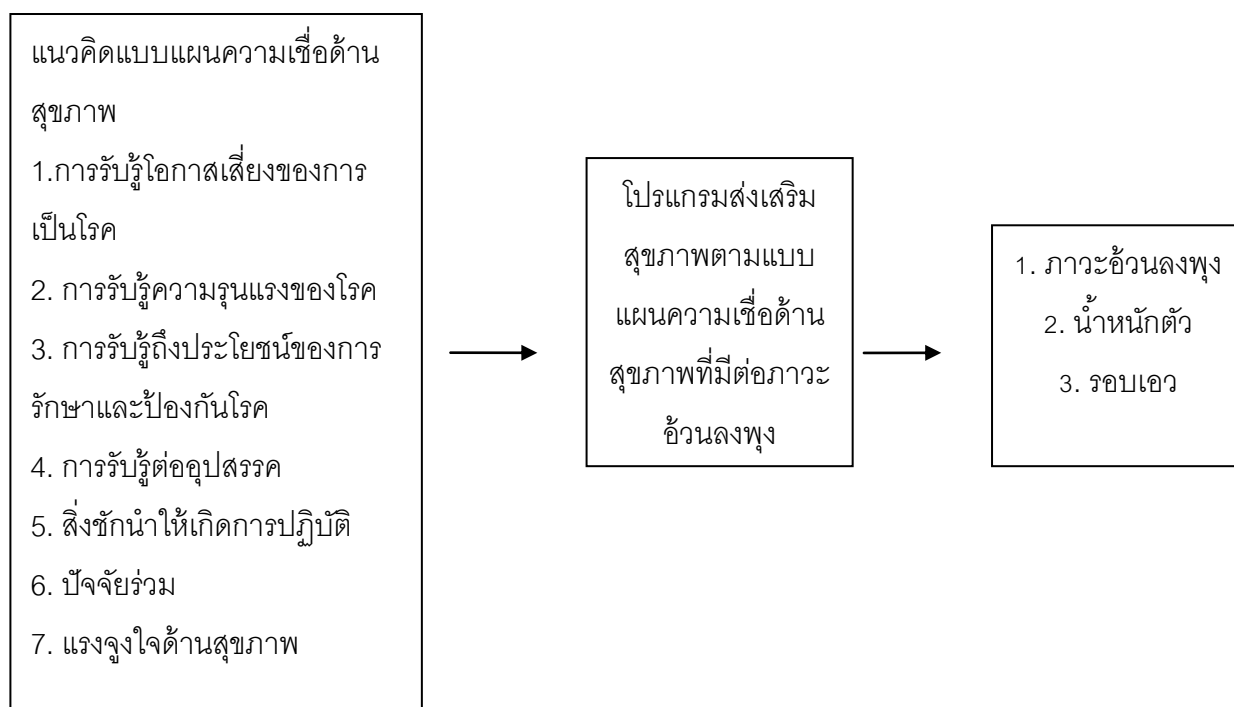 แนวคิดแบบแผนความเชื่อด้าน
สุขภาพ
1.การรับรู้โอกาสเสี่ยงของการ
เป็นโรค
2. การรับรู้ความรุนแรงของโรค
3. การรับรู้ถึงประโยชน์ของการ
รักษาและป้องกันโรค
4. การรับรู้ต่ออุปสรรค
5. สิ่งชักนำให้เกิดการปฏิบัติ
6. ปัจจัยร่วม
7. แรงจูงใจด้านสุขภาพ
โปรแกรมส่งเสริม
สุขภาพตามแบบ
แผนความเชื่อด้าน
สุขภาพที่มีต่อภาวะ
อ้วนลงพุง
1. ภาวะอ้วนลงพุง
2. น้ำหนักตัว
3. รอบเอว